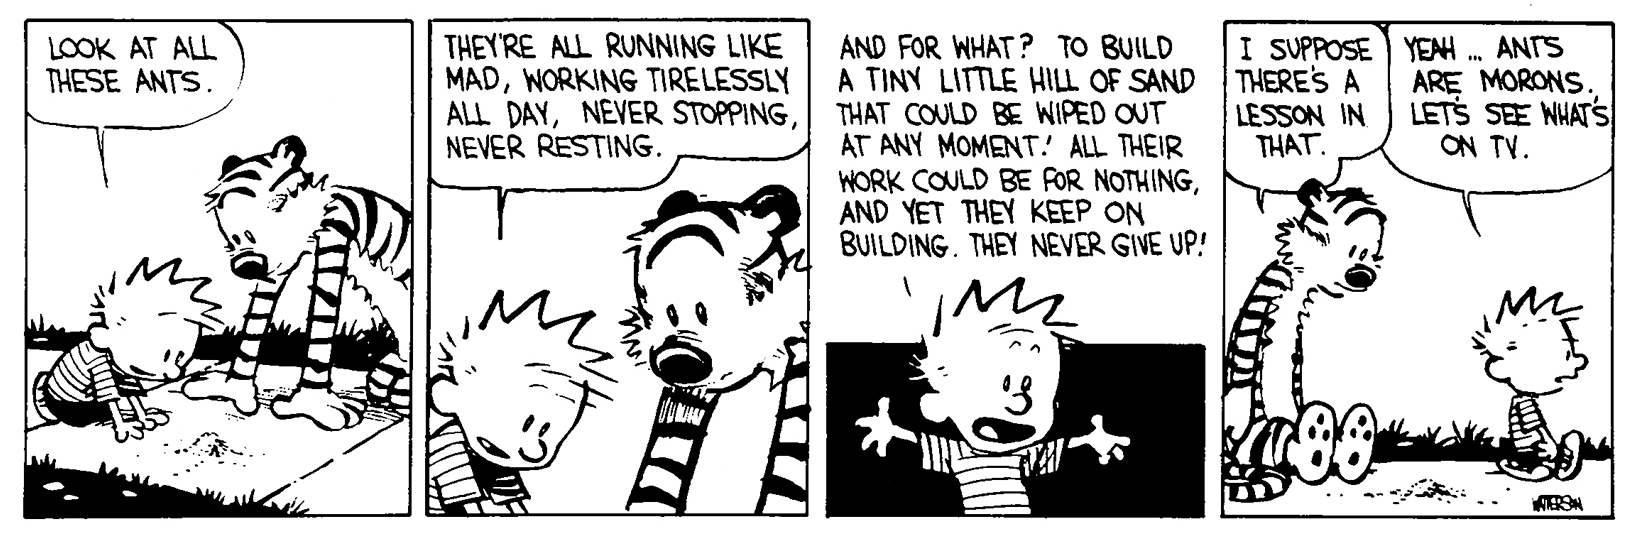 LOOK AT ALL
THESE ANTS.
THEY'RE ALL RUNNING LIKE
MAD, WORKING TIRELESSLY
ALL DAY, NEVER STOPPING,
NEVER RESTING.
AND FOR WHAT? TO BUILD
A TINY LITTLE HILL OF SAND
THAT COULD BE WIPED OUT
AT ANY MOMENT! ALL THEIR
WORK COULD BE FOR NOTHING,
AND YET THEY KEEP ON
BUILDING. THEY NEVER GIVE UP!
I SUPPOSE
THERE'S A
LESSON IN
THAT.
YEAH... ANTS
ARE MORONS.
LET'S SEE WHAT'S
ON TV.
WATTERSON